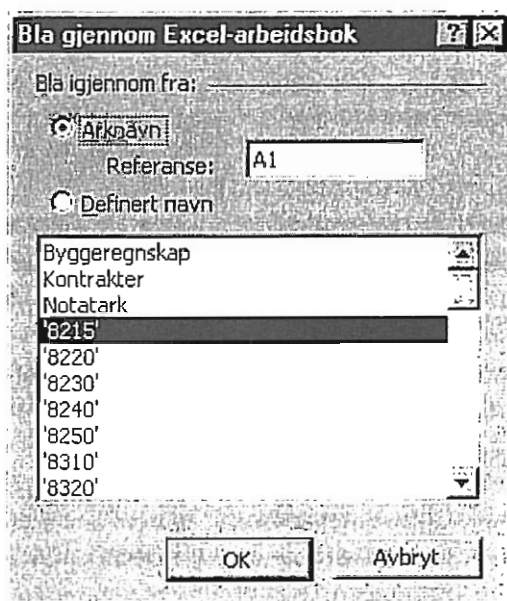 Bla gjennom Excel-arbeidsbok
Bla igjennom fra:
Arknavn
Referanse: A1
Definert navn
Byggeregnskap
Kontrakter
Notatark
'8215'
'8220'
'8230'
'8240'
'8250'
'8310'
'8320'
OK Avbryt